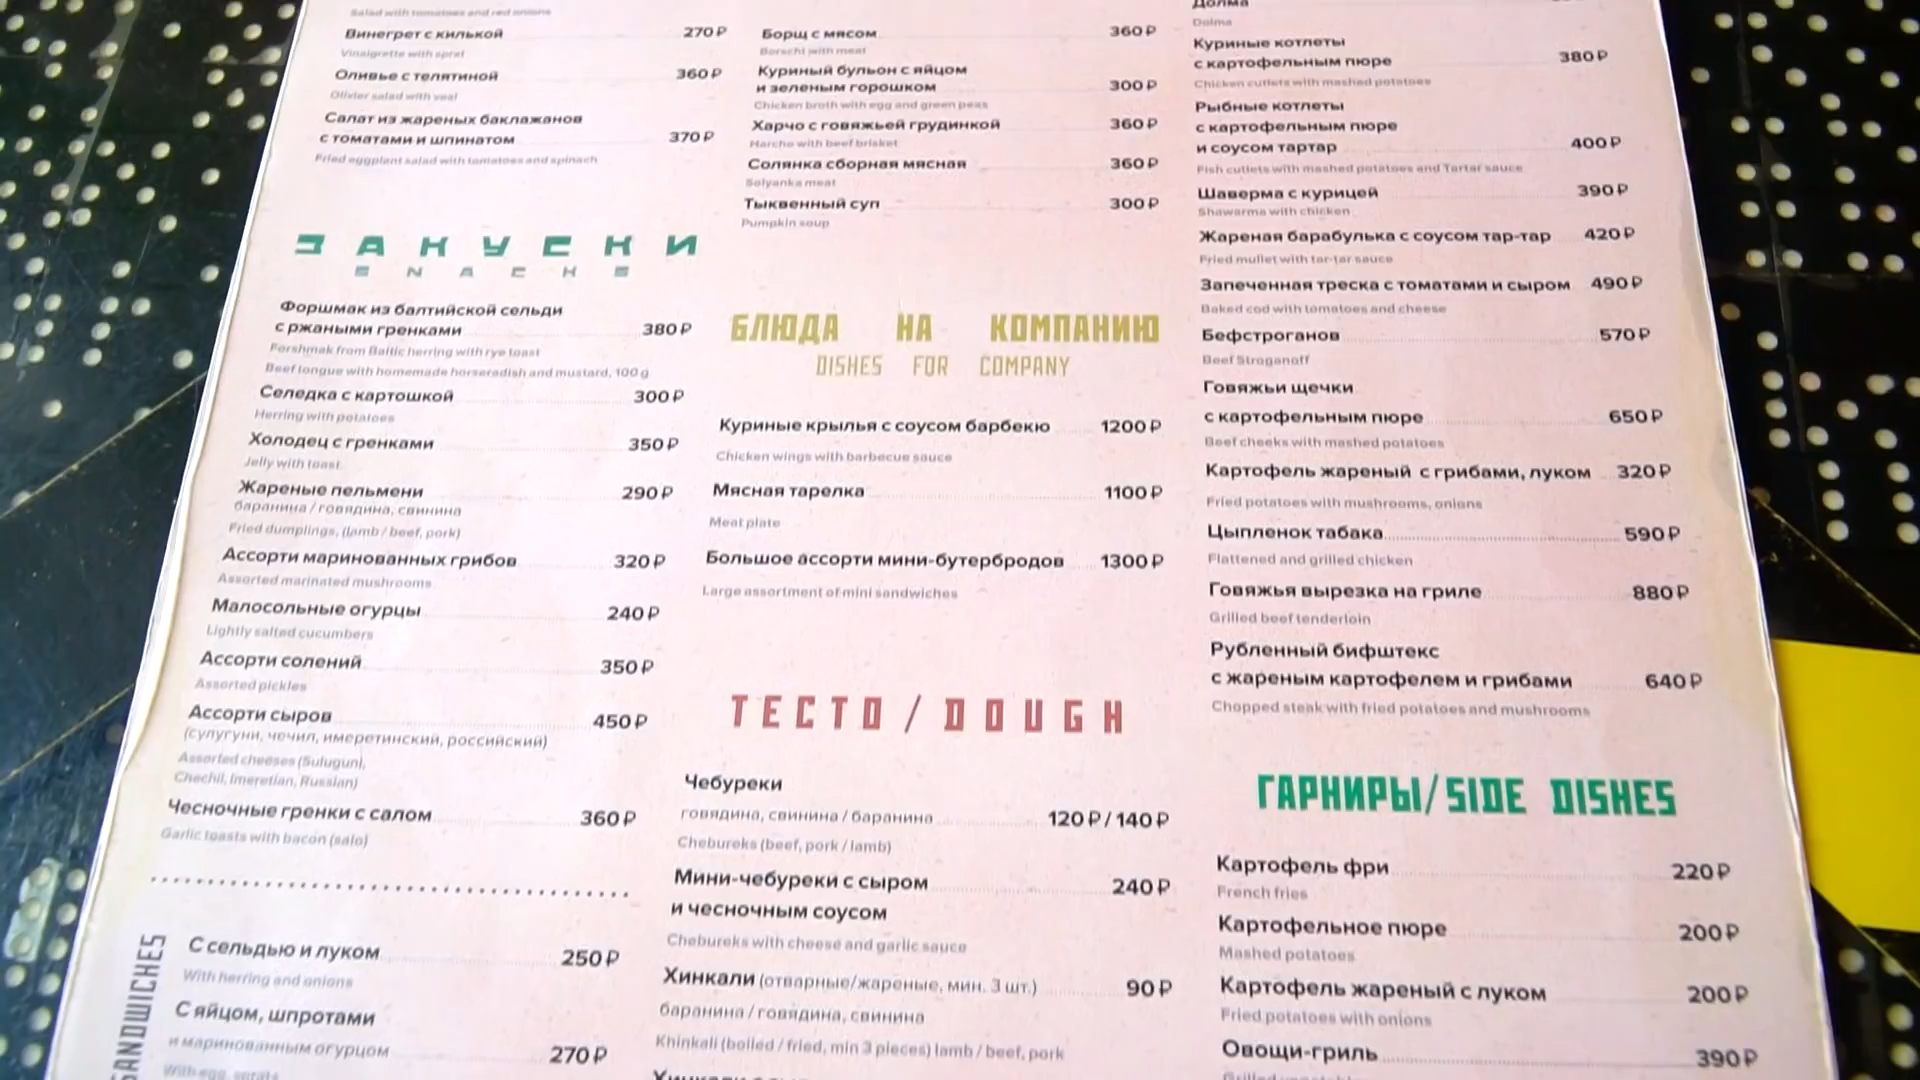 Salad with tomatoes and red onions
Винегрет с килькой 270 ₽
Vinaigrette with sprat
Оливье с телятиной 360 ₽
Olivier salad with veal
Салат из жареных баклажанов
с томатами и шпинатом 370 ₽
Fried eggplant salad with tomatoes and spinach
ЗАКУСКИ
SNACKS
Форшмак из балтийской сельди
с ржаными гренками 380 ₽
Forshmak from Baltic herring with rye toast
Beef tongue with homemade horseradish and mustard, 100 g
Селедка с картошкой 300 ₽
Herring with potatoes
Холодец с гренками 350 ₽
Jelly with toast
Жареные пельмени 290 ₽
баранина / говядина, свинина
Fried dumplings, (lamb / beef, pork)
Ассорти маринованных грибов 320 ₽
Assorted marinated mushrooms
Малосольные огурцы 240 ₽
Lightly salted cucumbers
Ассорти солений 350 ₽
Assorted pickles
Ассорти сыров 450 ₽
(сулугуни, чечил, имеретинский, российский)
Assorted cheeses (Sulugun),
Chechil, Imeretian, Russian)
Чесночные гренки с салом 360 ₽
Garlic toasts with bacon (salo)
SANDWICHES
С сельдью и луком 250 ₽
With herring and onions
С яйцом, шпротами
и маринованным огурцом 270 ₽
With egg, sprats
Борщ с мясом 360 ₽
Borscht with meat
Куриный бульон с яйцом
и зеленым горошком 300 ₽
Chicken broth with egg and green peas
Харчо с говяжьей грудинкой 360 ₽
Harcho with beef brisket
Солянка сборная мясная 360 ₽
Solyanka meat
Тыквенный суп 300 ₽
Pumpkin soup
БЛЮДА НА КОМПАНИЮ
DISHES FOR COMPANY
Куриные крылья с соусом барбекю 1200 ₽
Chicken wings with barbecue sauce
Мясная тарелка 1100 ₽
Meat plate
Большое ассорти мини-бутербродов 1300 ₽
Large assortment of mini sandwiches
ТЕСТО / DOUGH
Чебуреки
говядина, свинина / баранина 120 ₽ / 140 ₽
Chebureks (beef, pork / lamb)
Мини-чебуреки с сыром 240 ₽
и чесночным соусом
Chebureks with cheese and garlic sauce
Хинкали (отварные/жареные, мин. 3 шт.) 90 ₽
баранина / говядина, свинина
Khinkali (boiled / fried, min 3 pieces) lamb / beef, pork
Хинкали
Долма
Dolma
Куриные котлеты
с картофельным пюре 380 ₽
Chicken cutlets with mashed potatoes
Рыбные котлеты
с картофельным пюре
и соусом тартар 400 ₽
Fish cutlets with mashed potatoes and Tartar sauce
Шаверма с курицей 390 ₽
Shawarma with chicken
Жареная барабулька с соусом тар-тар 420 ₽
Fried mullet with tar-tar sauce
Запеченная треска с томатами и сыром 490 ₽
Baked cod with tomatoes and cheese
Бефстроганов 570 ₽
Beef Stroganoff
Говяжьи щечки
с картофельным пюре 650 ₽
Beef cheeks with mashed potatoes
Картофель жареный с грибами, луком 320 ₽
Fried potatoes with mushrooms, onions
Цыпленок табака 590 ₽
Flattened and grilled chicken
Говяжья вырезка на гриле 880 ₽
Grilled beef tenderloin
Рубленный бифштекс
с жареным картофелем и грибами 640 ₽
Chopped steak with fried potatoes and mushrooms
ГАРНИРЫ/SIDE DISHES
Картофель фри 220 ₽
French fries
Картофельное пюре 200 ₽
Mashed potatoes
Картофель жареный с луком 200 ₽
Fried potatoes with onions
Овощи-гриль 390 ₽